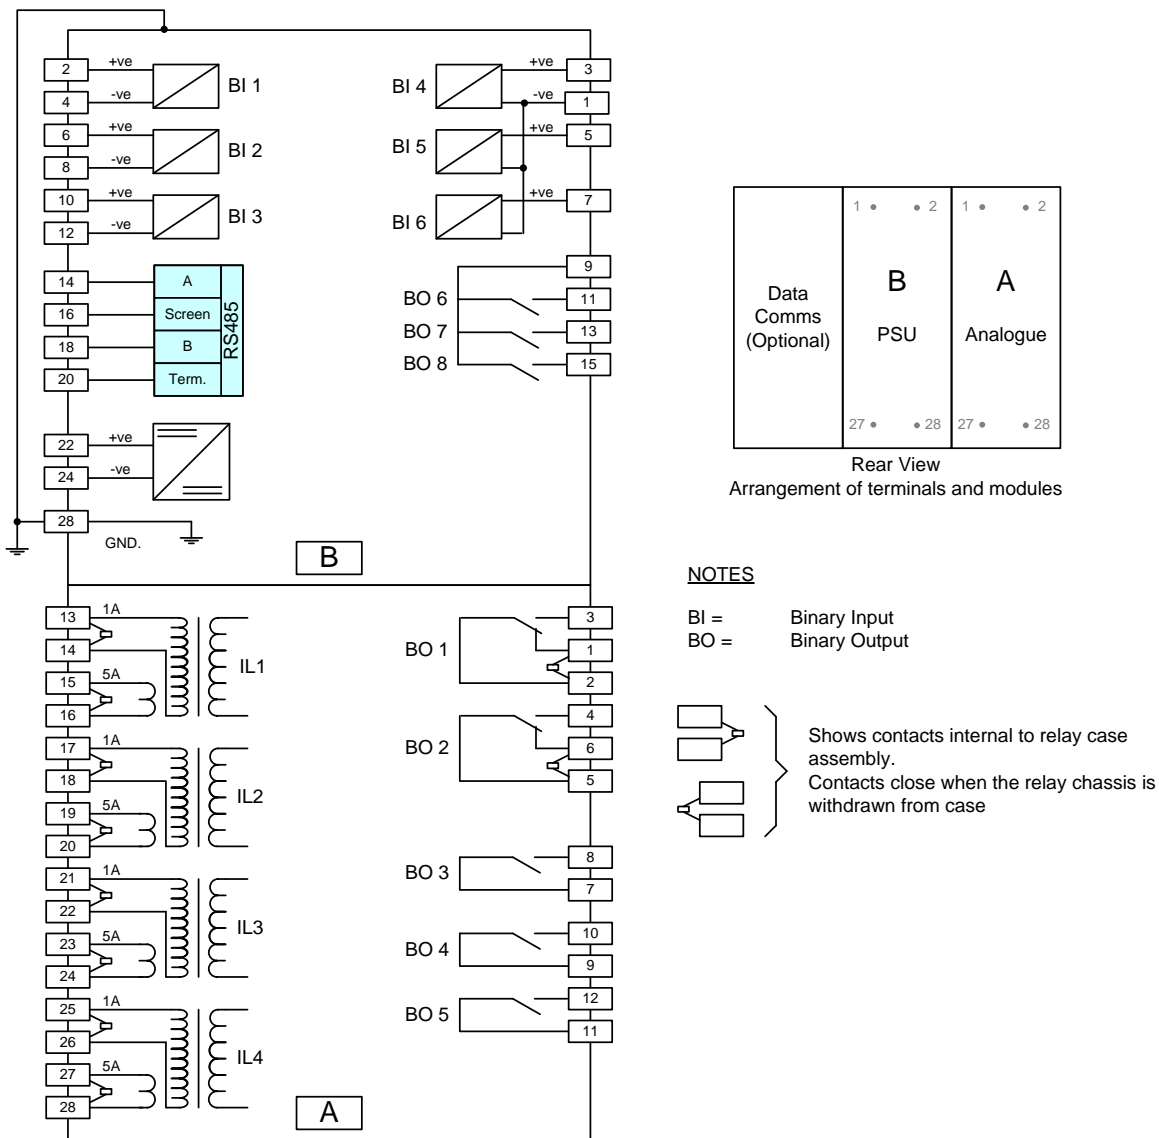 2 +ve BI 1
4 -ve
6 +ve BI 2
8 -ve
10 +ve BI 3
12 -ve
14 A
16 Screen
18 B
20 Term.
RS485
22 +ve
24 -ve
28
GND.
BI 4 +ve 3
-ve 1
BI 5 +ve 5
BI 6 +ve 7
9
BO 6 11
BO 7 13
BO 8 15
B
13 1A
14
15 5A
16
IL1
17 1A
18
19 5A
20
IL2
21 1A
22
23 5A
24
IL3
25 1A
26
27 5A
28
IL4
BO 1
3
1
2
BO 2
4
6
5
BO 3
8
7
BO 4
10
9
BO 5
12
11
A
1 2 1 2
B A
Data
Comms
(Optional)
PSU Analogue
27 28 27 28
Rear View
Arrangement of terminals and modules
NOTES
BI = Binary Input
BO = Binary Output
Shows contacts internal to relay case
assembly.
Contacts close when the relay chassis is
withdrawn from case